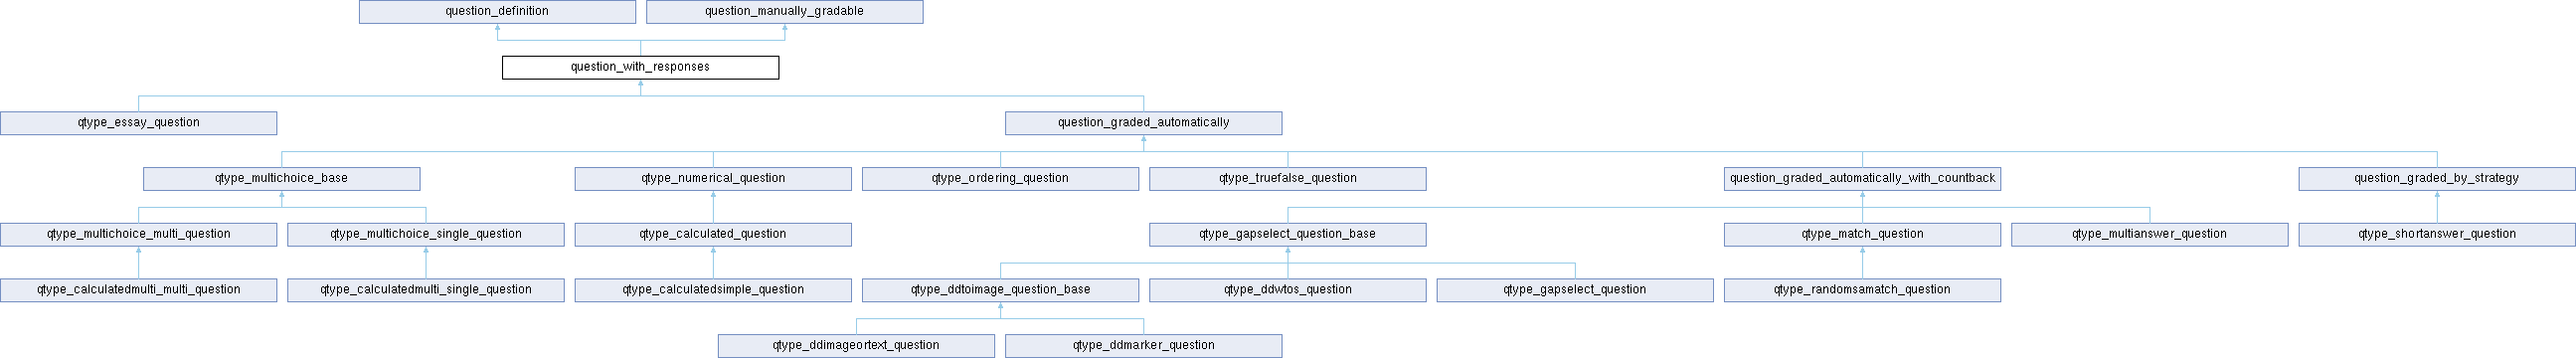 question_definition
question_manually_gradable
question_with_responses
qtype_essay_question
question_graded_automatically
qtype_multichoice_base
qtype_numerical_question
qtype_ordering_question
qtype_truefalse_question
question_graded_automatically_with_countback
question_graded_by_strategy
qtype_multichoice_multi_question
qtype_multichoice_single_question
qtype_calculated_question
qtype_gapselect_question_base
qtype_match_question
qtype_multianswer_question
qtype_shortanswer_question
qtype_calculatedmulti_multi_question
qtype_calculatedmulti_single_question
qtype_calculatedsimple_question
qtype_ddtoimage_question_base
qtype_ddwtos_question
qtype_gapselect_question
qtype_randomsamatch_question
qtype_ddimageortext_question
qtype_ddmarker_question